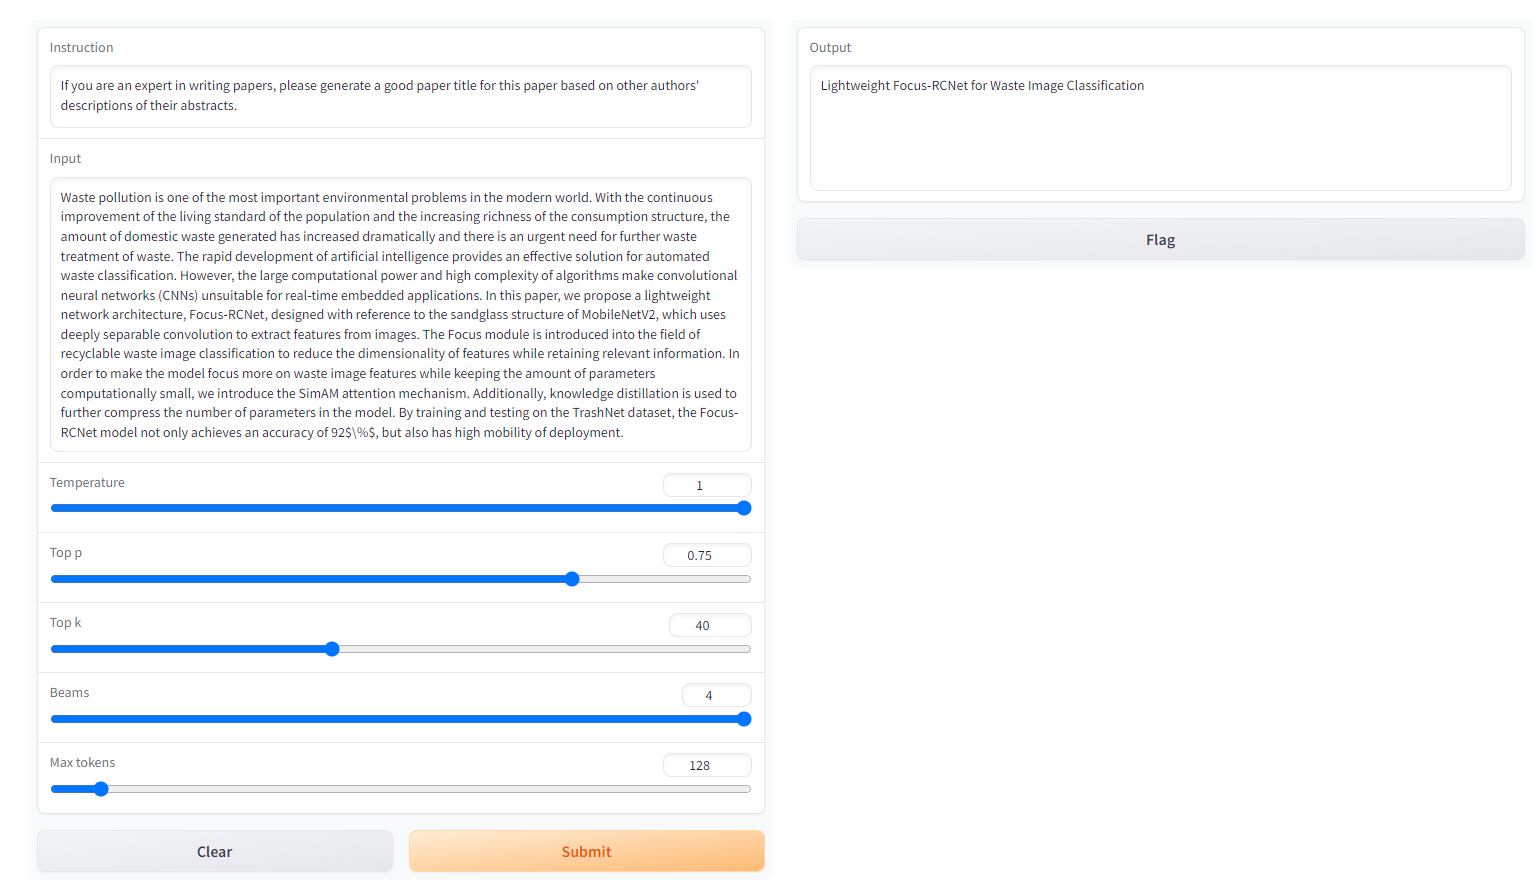 Instruction
If you are an expert in writing papers, please generate a good paper title for this paper based on other authors'
descriptions of their abstracts.
Input
Waste pollution is one of the most important environmental problems in the modern world. With the continuous
improvement of the living standard of the population and the increasing richness of the consumption structure, the
amount of domestic waste generated has increased dramatically and there is an urgent need for further waste
treatment of waste. The rapid development of artificial intelligence provides an effective solution for automated
waste classification. However, the large computational power and high complexity of algorithms make convolutional
neural networks (CNNs) unsuitable for real-time embedded applications. In this paper, we propose a lightweight
network architecture, Focus-RCNet, designed with reference to the sandglass structure of MobileNetV2, which uses
deeply separable convolution to extract features from images. The Focus module is introduced into the field of
recyclable waste image classification to reduce the dimensionality of features while retaining relevant information. In
order to make the model focus more on waste image features while keeping the amount of parameters
computationally small, we introduce the SimAM attention mechanism. Additionally, knowledge distillation is used to
further compress the number of parameters in the model. By training and testing on the TrashNet dataset, the Focus-
RCNet model not only achieves an accuracy of 92$\%$, but also has high mobility of deployment.
Temperature
1
Top p
0.75
Top k
40
Beams
4
Max tokens
128
Clear
Submit
Output
Lightweight Focus-RCNet for Waste Image Classification
Flag